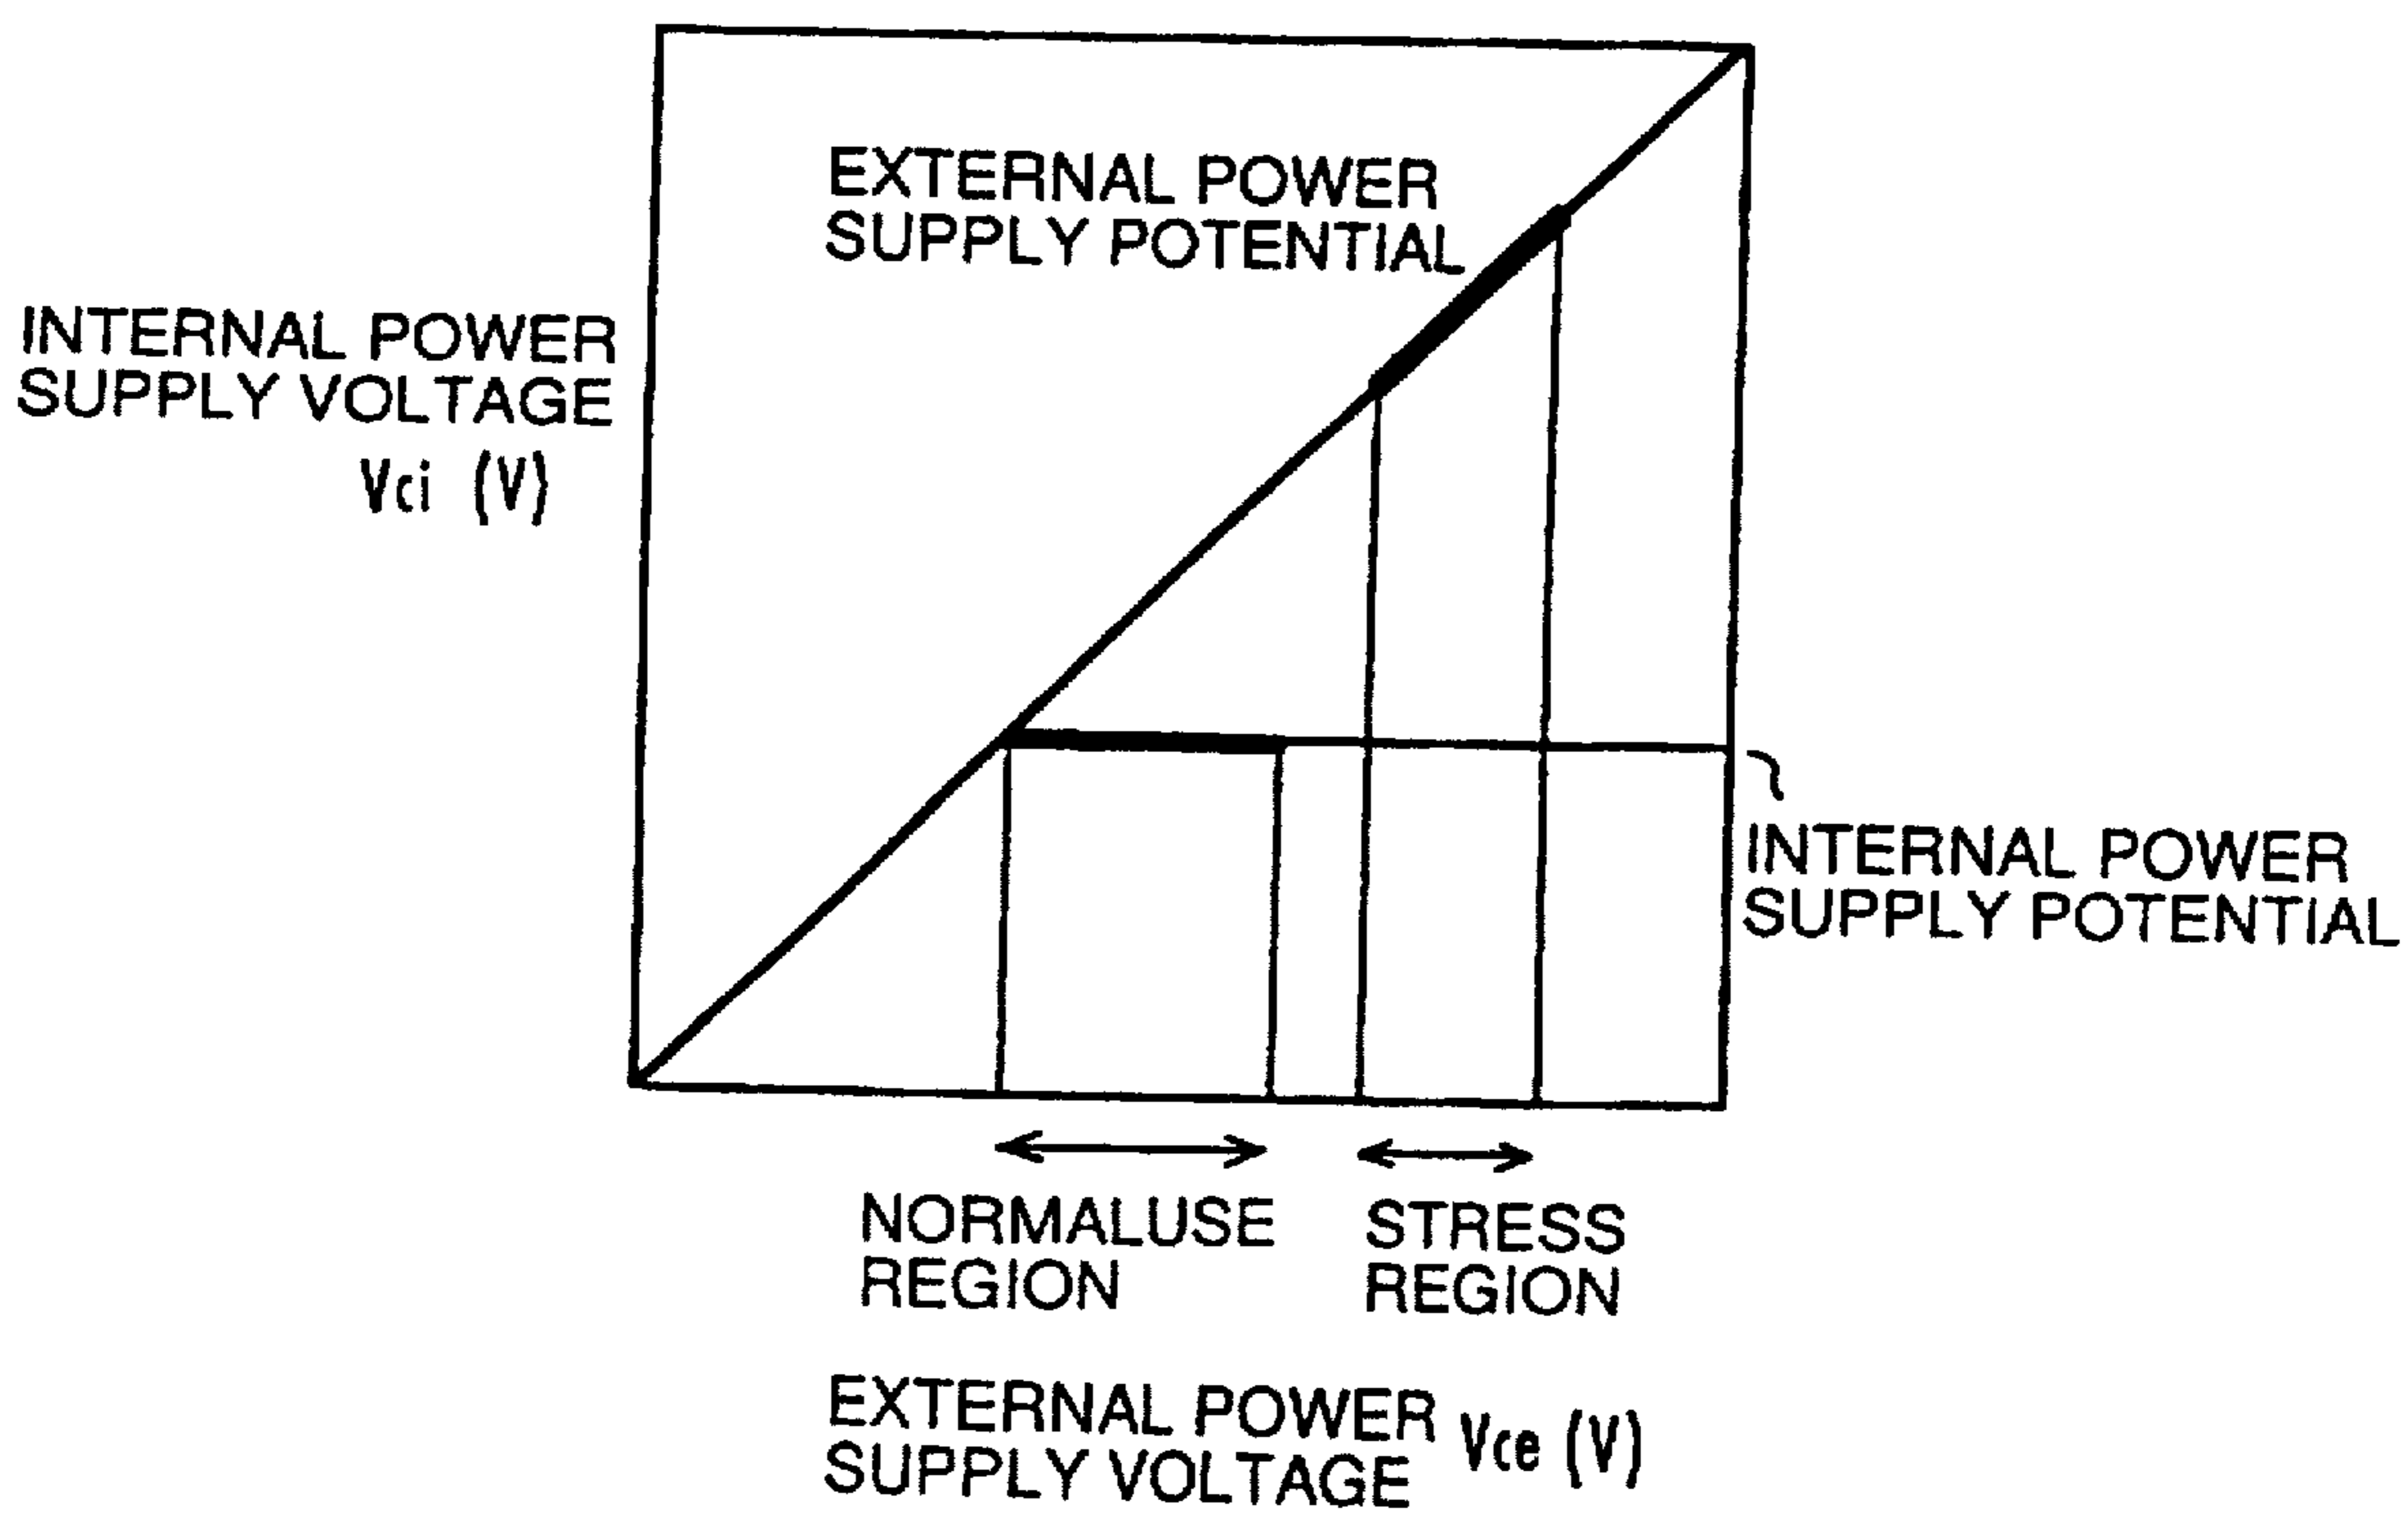 EXTERNAL POWER
SUPPLY POTENTIAL
INTERNAL POWER
SUPPLY VOLTAGE
Vci (V)
INTERNAL POWER
SUPPLY POTENTIAL
NORMALUSE
REGION
STRESS
REGION
EXTERNAL POWER
SUPPLY VOLTAGE Vce (V)